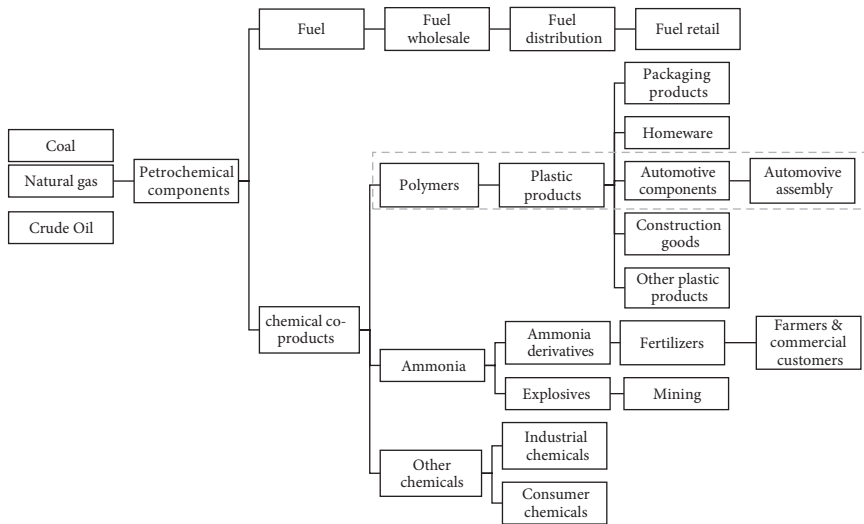 Fuel
Fuel
wholesale
Fuel
distribution
Fuel retail
Packaging
products
Homeware
Coal
Natural gas
Crude Oil
Petrochemical
components
Polymers
Plastic
products
Automotive
components
Automovive
assembly
Construction
goods
Other plastic
products
chemical co-
products
Ammonia
Ammonia
derivatives
Fertilizers
Farmers &
commercial
customers
Explosives
Mining
Other
chemicals
Industrial
chemicals
Consumer
chemicals